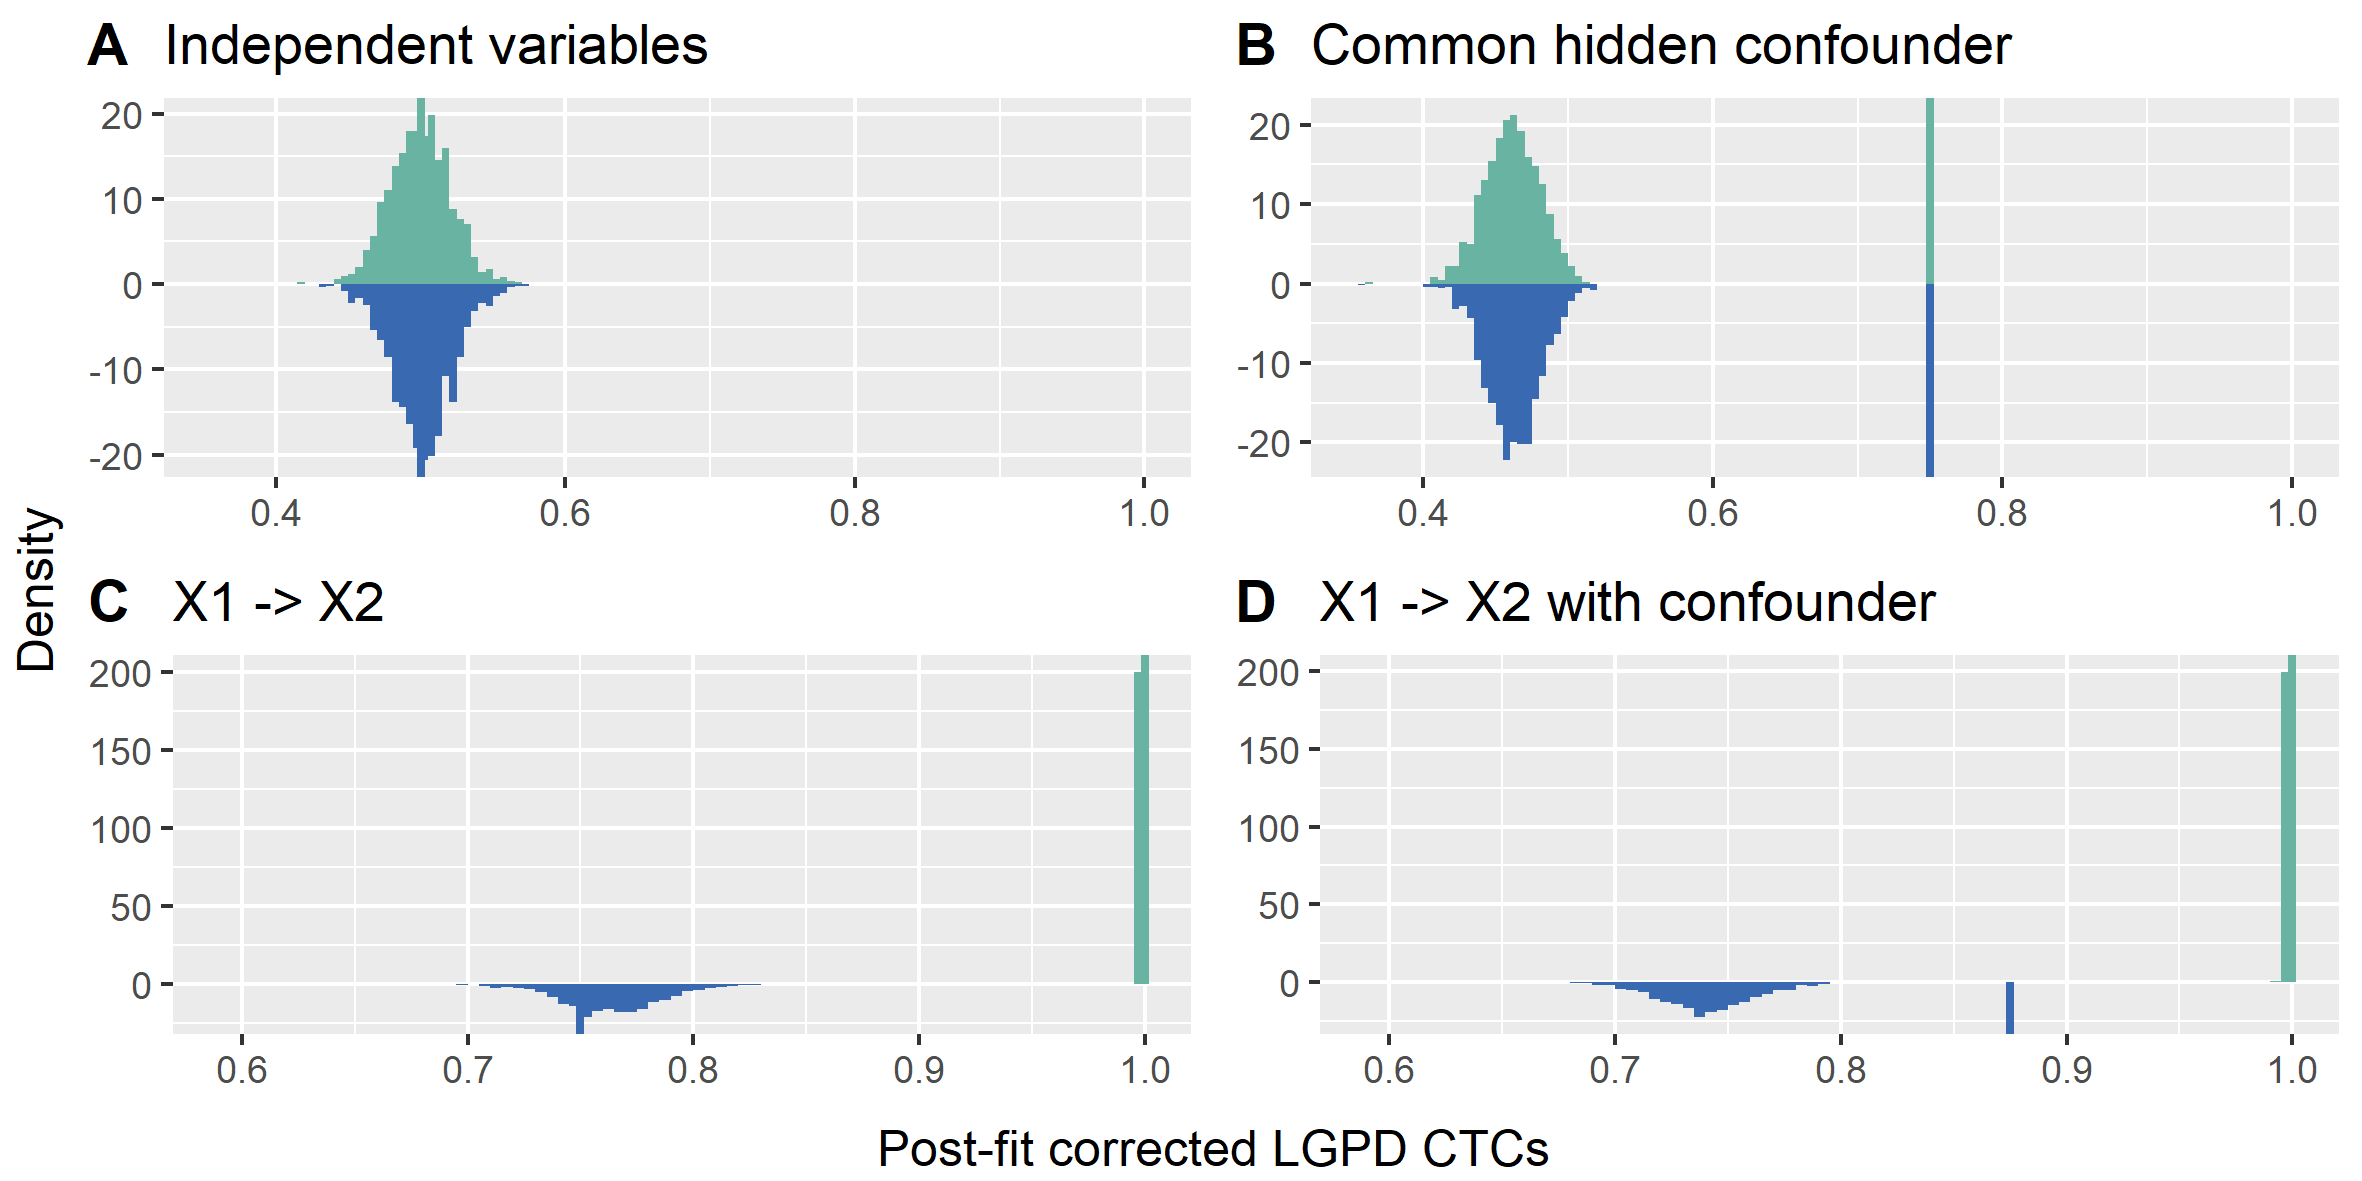 A Independent variables
20
10
0
-10
-20
0.4 0.6 0.8 1.0
B Common hidden confounder
20
10
0
-10
-20
0.4 0.6 0.8 1.0
Density
C X1 -> X2
200
150
100
50
0
0.6 0.7 0.8 0.9 1.0
D X1 -> X2 with confounder
200
150
100
50
0
0.6 0.7 0.8 0.9 1.0
Post-fit corrected LGPD CTCs